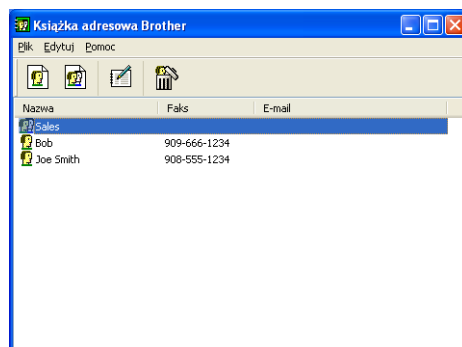 Książka adresowa Brother
Plik Edytuj Pomoc
Nazwa Faks E-mail
Sales
Bob 909-666-1234
Joe Smith 908-555-1234